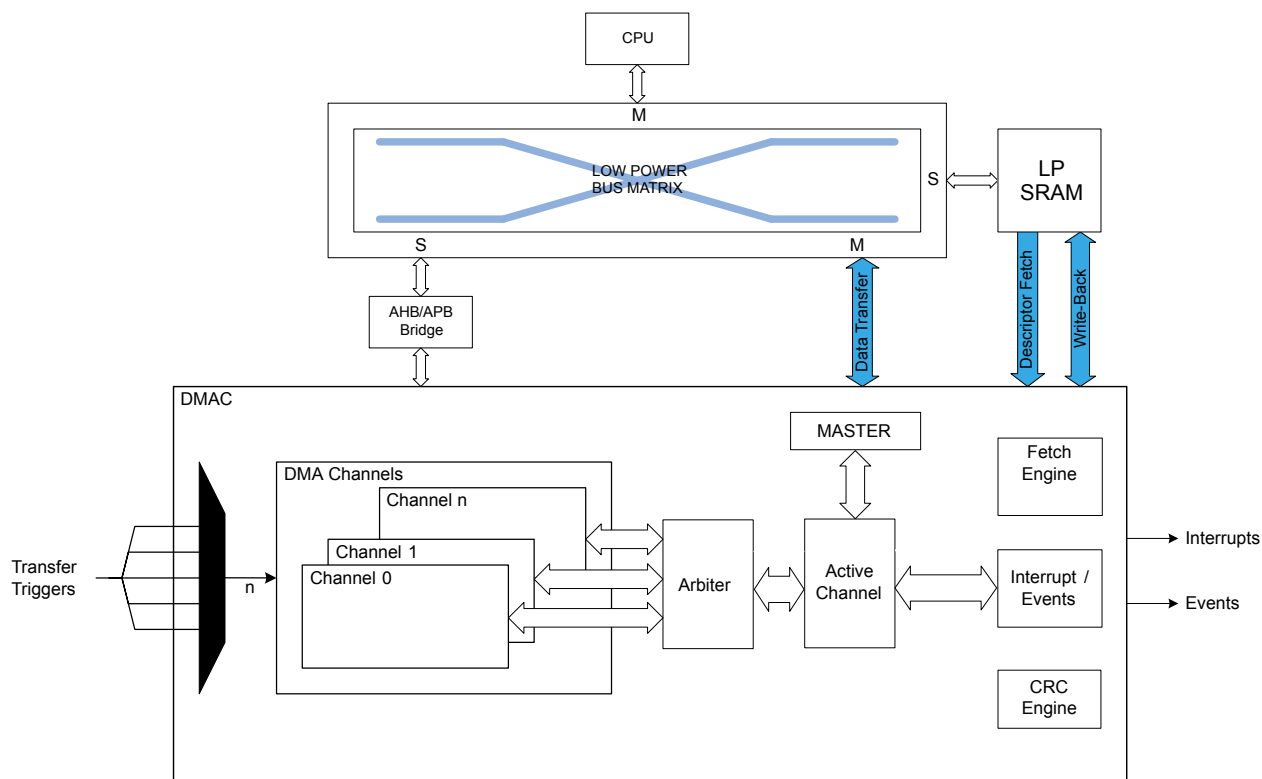 CPU
M
LOW POWER
BUS MATRIX
S
LP
SRAM
S
M
AHB/APB
Bridge
Data Transfer
Descriptor Fetch
Write-Back
DMAC
MASTER
Fetch
Engine
DMA Channels
Channel n
Channel 1
Channel 0
Transfer
Triggers
n
Arbiter
Active
Channel
Interrupt /
Events
Interrupts
Events
CRC
Engine